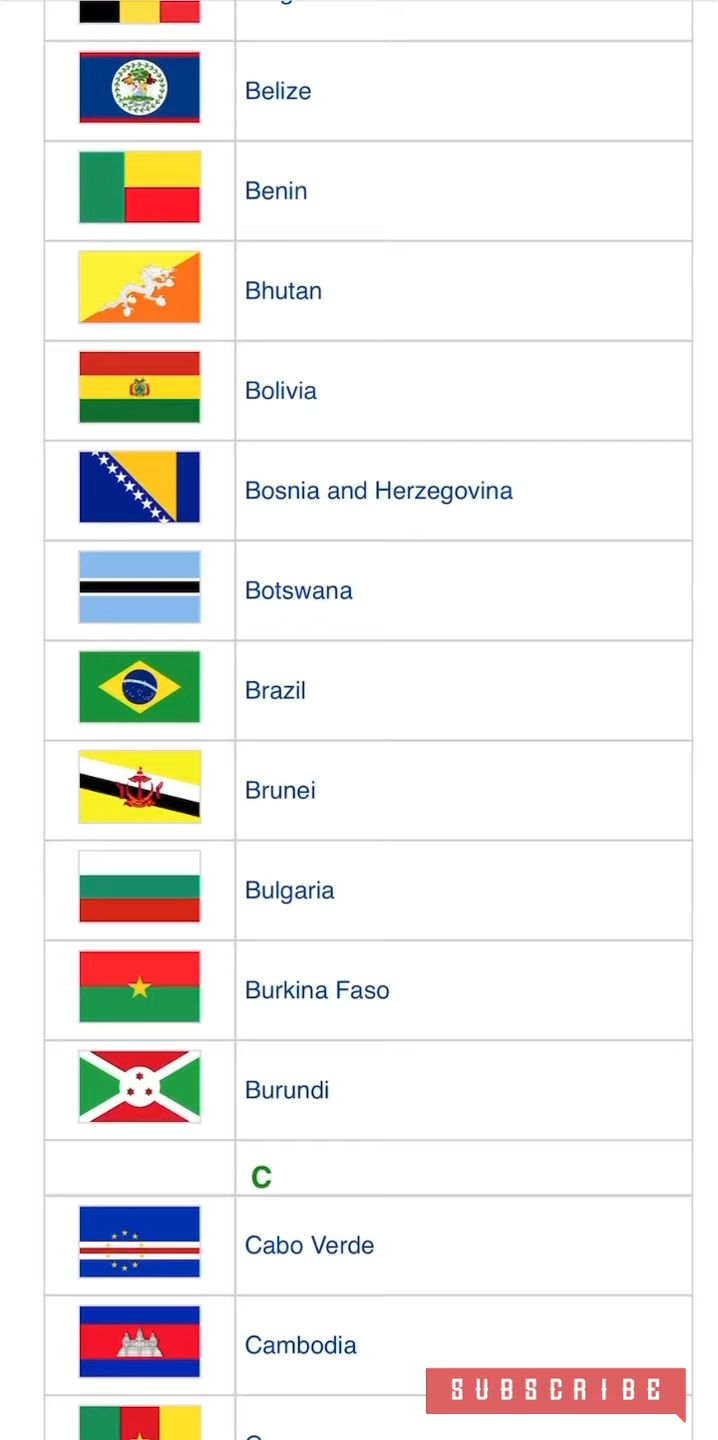 Belize
Benin
Bhutan
Bolivia
Bosnia and Herzegovina
Botswana
Brazil
Brunei
Bulgaria
Burkina Faso
Burundi
C
Cabo Verde
Cambodia
SUBSCRIBE